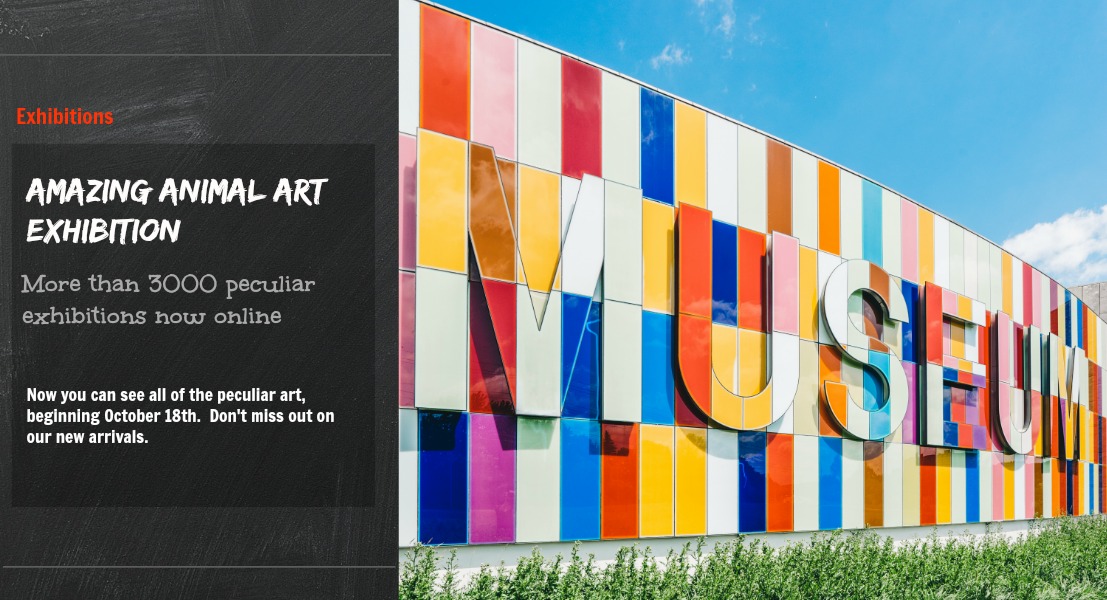 Exhibitions
AMAZING ANIMAL ART
EXHIBITION
More than 3000 peculiar
exhibitions now online
Now you can see all of the peculiar art,
beginning October 18th.  Don't miss out on
our new arrivals.
MUSEUM